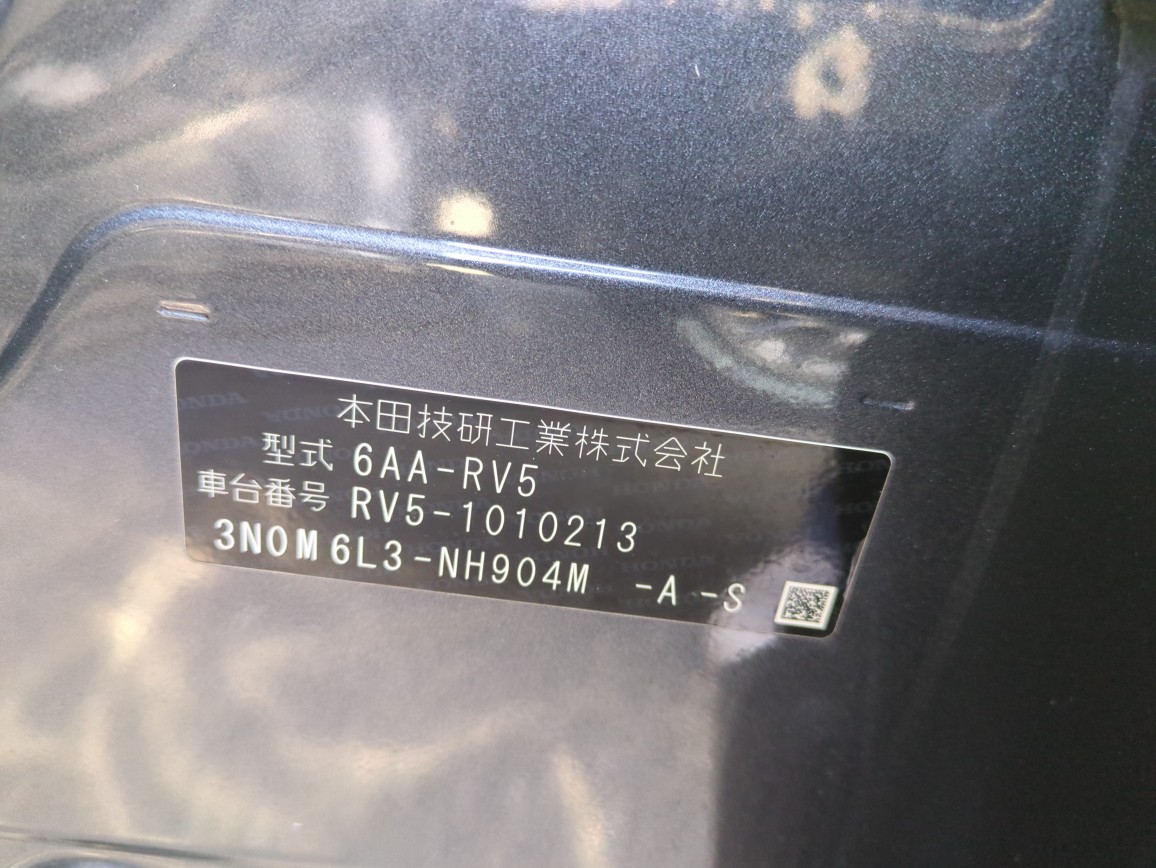 本田技研工業株式会社
型式 6AA-RV5
車台番号 RV5-1010213
3N0M6L3-NH904M -A -S